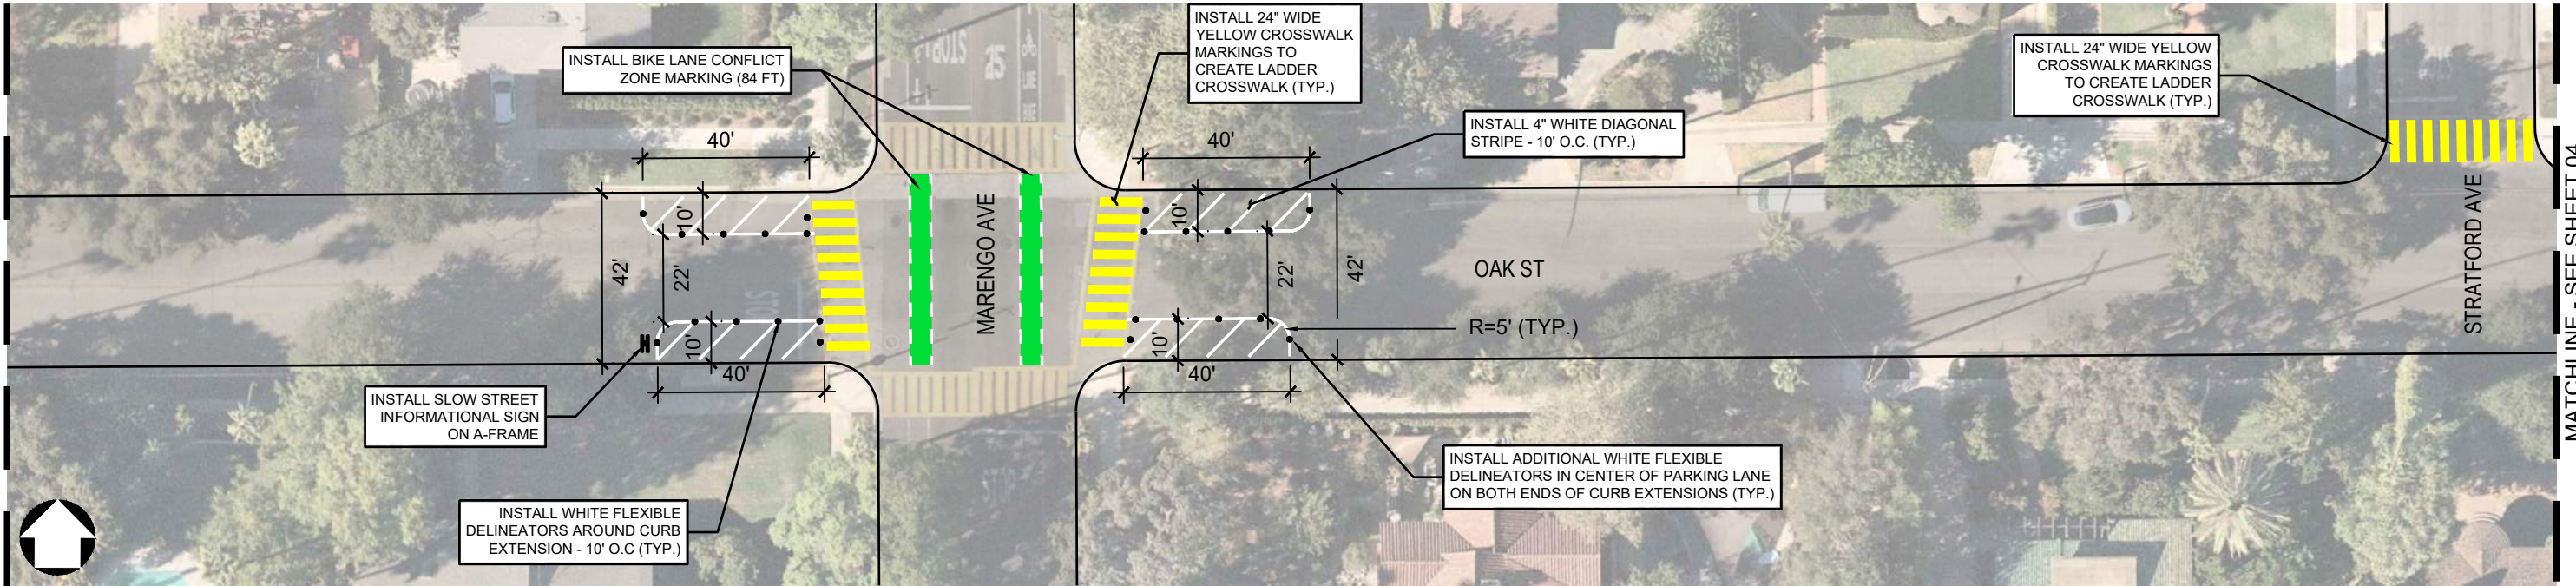 INSTALL BIKE LANE CONFLICT
ZONE MARKING (84 FT)
INSTALL 24" WIDE
YELLOW CROSSWALK
MARKINGS TO
CREATE LADDER
CROSSWALK (TYP.)
INSTALL 4" WHITE DIAGONAL
STRIPE - 10' O.C. (TYP.)
INSTALL 24" WIDE YELLOW
CROSSWALK MARKINGS
TO CREATE LADDER
CROSSWALK (TYP.)
STOP
25
LANE
BIKE
STOP
40'
40'
10'
10'
42'
22'
STOP
MARENGO AVE
22'
42'
OAK ST
R=5' (TYP.)
STRATFORD AVE
MATCHLINE - SEE SHEET 04
10'
10'
40'
40'
INSTALL SLOW STREET
INFORMATIONAL SIGN
ON A-FRAME
INSTALL WHITE FLEXIBLE
DELINEATORS AROUND CURB
EXTENSION - 10' O.C (TYP.)
STOP
INSTALL ADDITIONAL WHITE FLEXIBLE
DELINEATORS IN CENTER OF PARKING LANE
ON BOTH ENDS OF CURB EXTENSIONS (TYP.)